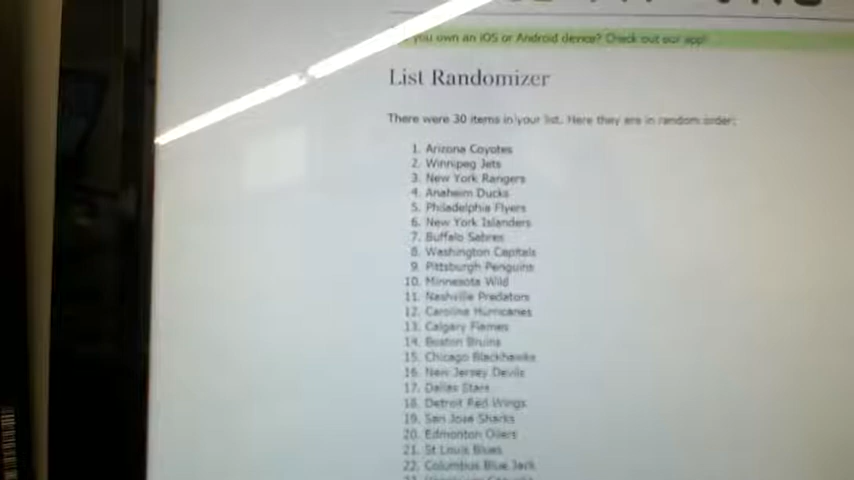 you own an iOS or Android device? Check out our app!
List Randomizer
There were 30 items in your list. Here they are in random order:
1. Arizona Coyotes
2. Winnipeg Jets
3. New York Rangers
4. Anaheim Ducks
5. Philadelphia Flyers
6. New York Islanders
7. Buffalo Sabres
8. Washington Capitals
9. Pittsburgh Penguins
10. Minnesota Wild
11. Nashville Predators
12. Carolina Hurricanes
13. Calgary Flames
14. Boston Bruins
15. Chicago Blackhawks
16. New Jersey Devils
17. Dallas Stars
18. Detroit Red Wings
19. San Jose Sharks
20. Edmonton Oilers
21. St Louis Blues
22. Columbus Blue Jack